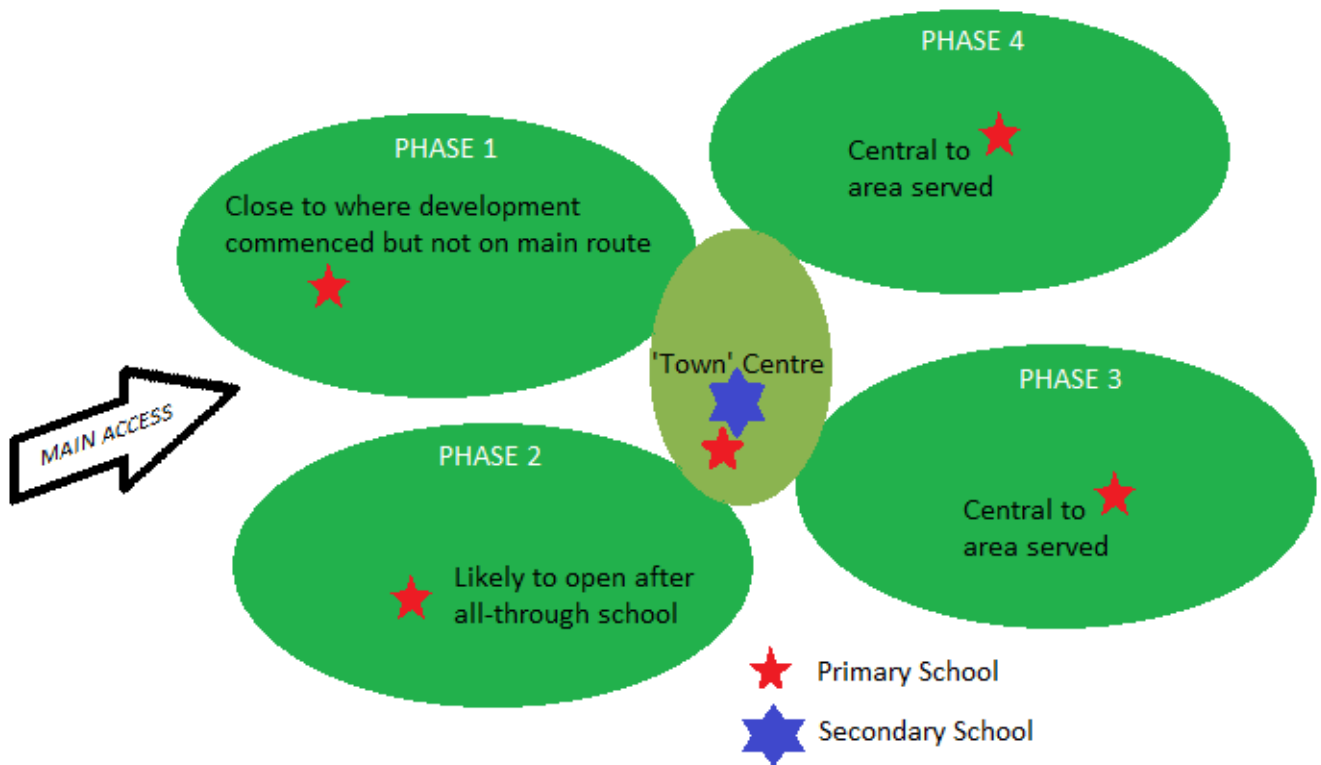 PHASE 4
Central to
area served
PHASE 1
Close to where development
commenced but not on main route
'Town' Centre
MAIN ACCESS
PHASE 3
Central to
area served
PHASE 2
Likely to open after
all-through school
Primary School
Secondary School